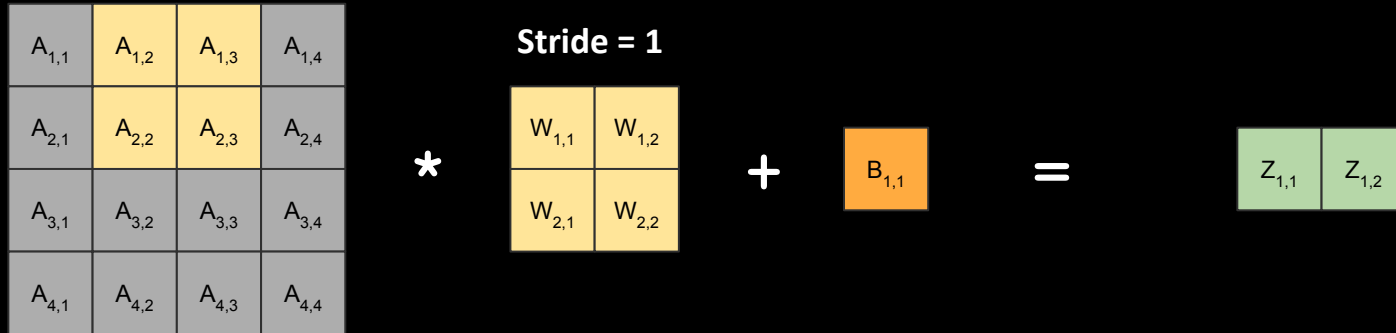 A1,1 A1,2 A1,3 A1,4
Stride = 1
A2,1 A2,2 A2,3 A2,4
W1,1 W1,2
* + B1,1 = Z1,1 Z1,2
A3,1 A3,2 A3,3 A3,4
W2,1 W2,2
A4,1 A4,2 A4,3 A4,4